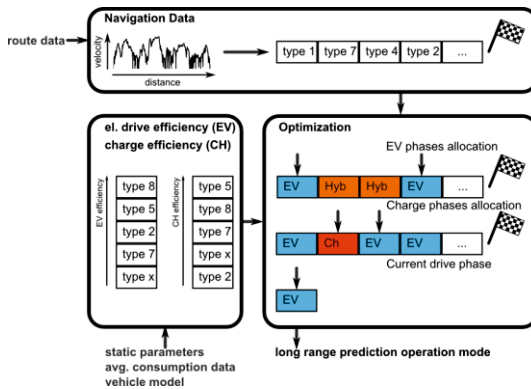 Navigation Data
route data
velocity
distance
type 1 type 7 type 4 type 2 ...
el. drive efficiency (EV)
charge efficiency (CH)
EV efficiency
type 8
type 5
type 2
type 7
type x
CH efficiency
type 5
type 8
type 7
type x
type 2
Optimization
EV phases allocation
EV Hyb Hyb EV ...
Charge phases allocation
EV Ch EV EV ...
Current drive phase
EV
static parameters
avg. consumption data
vehicle model
long range prediction operation mode